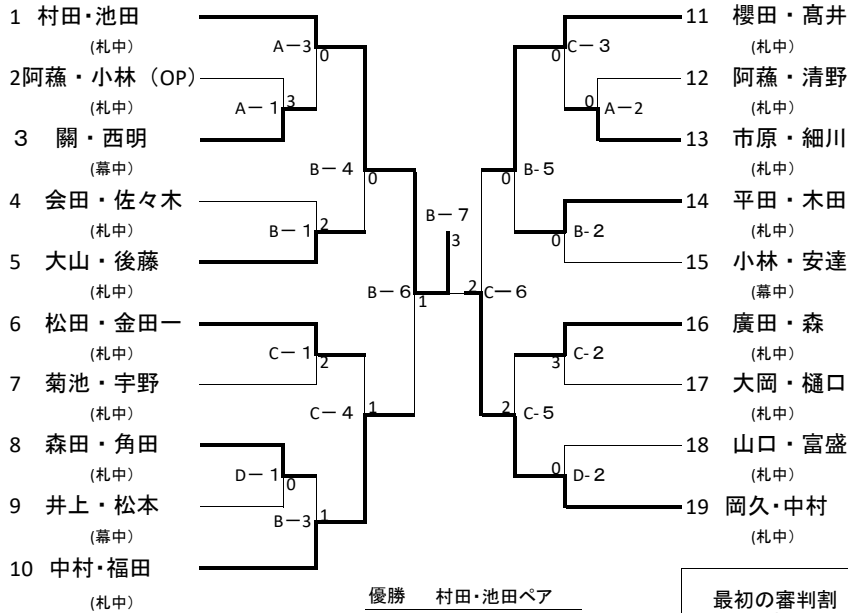 1 村田・池田
(札中)
2阿蕪・小林（OP）
(札中)
3 關・西明
(幕中)
4 会田・佐々木
(札中)
5 大山・後藤
(札中)
6 松田・金田一
(札中)
7 菊池・宇野
(札中)
8 森田・角田
(札中)
9 井上・松本
(幕中)
10 中村・福田
(札中)
A－3
0
A－1
3
B－4
0
B－1
2
B－6
1
C－1
2
C－4
1
D－1
0
B－3
1
B－7
3
C－3
0
A－2
0
B-5
0
B-2
0
C－6
2
C-2
3
C-5
2
D-2
0
11 櫻田・髙井
(札中)
12 阿蕪・清野
(札中)
13 市原・細川
(札中)
14 平田・木田
(札中)
15 小林・安達
(幕中)
16 廣田・森
(札中)
17 大岡・樋口
(札中)
18 山口・富盛
(札中)
19 岡久・中村
(札中)
優勝 村田・池田ペア
最初の審判割